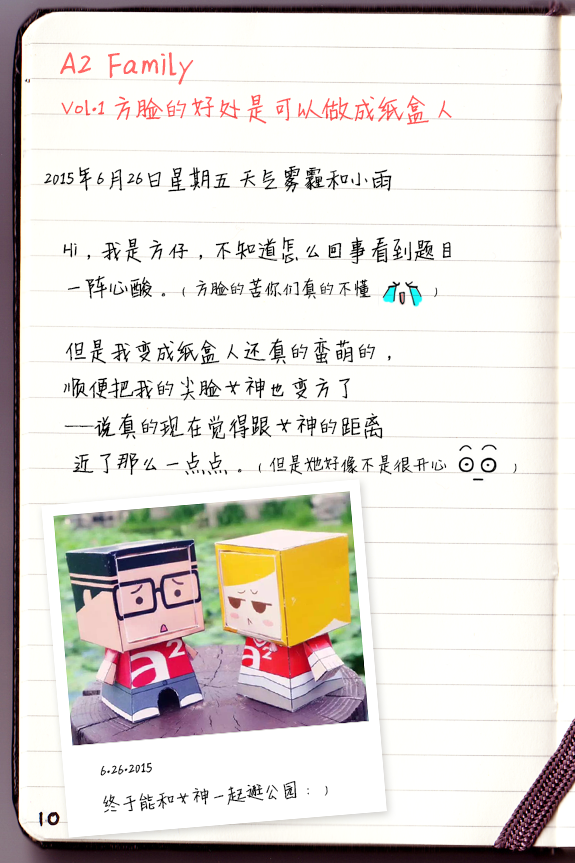 A2 Family
Vol.1 方脸的好处是可以做成纸盒人
2015年6月26日星期五 天气雾霾和小雨
Hi，我是方仔，不知道怎么回事看到题目
一阵心酸。（方脸的苦你们真的不懂 ）
但是我变成纸盒人还真的蛮萌的，
顺便把我的尖脸女神也变方了
——说真的现在觉得跟女神的距离
近了那么一点点。（但是她好像不是很开心 ）
a2
a2
6.26.2015
终于能和女神一起逛公园：）
10